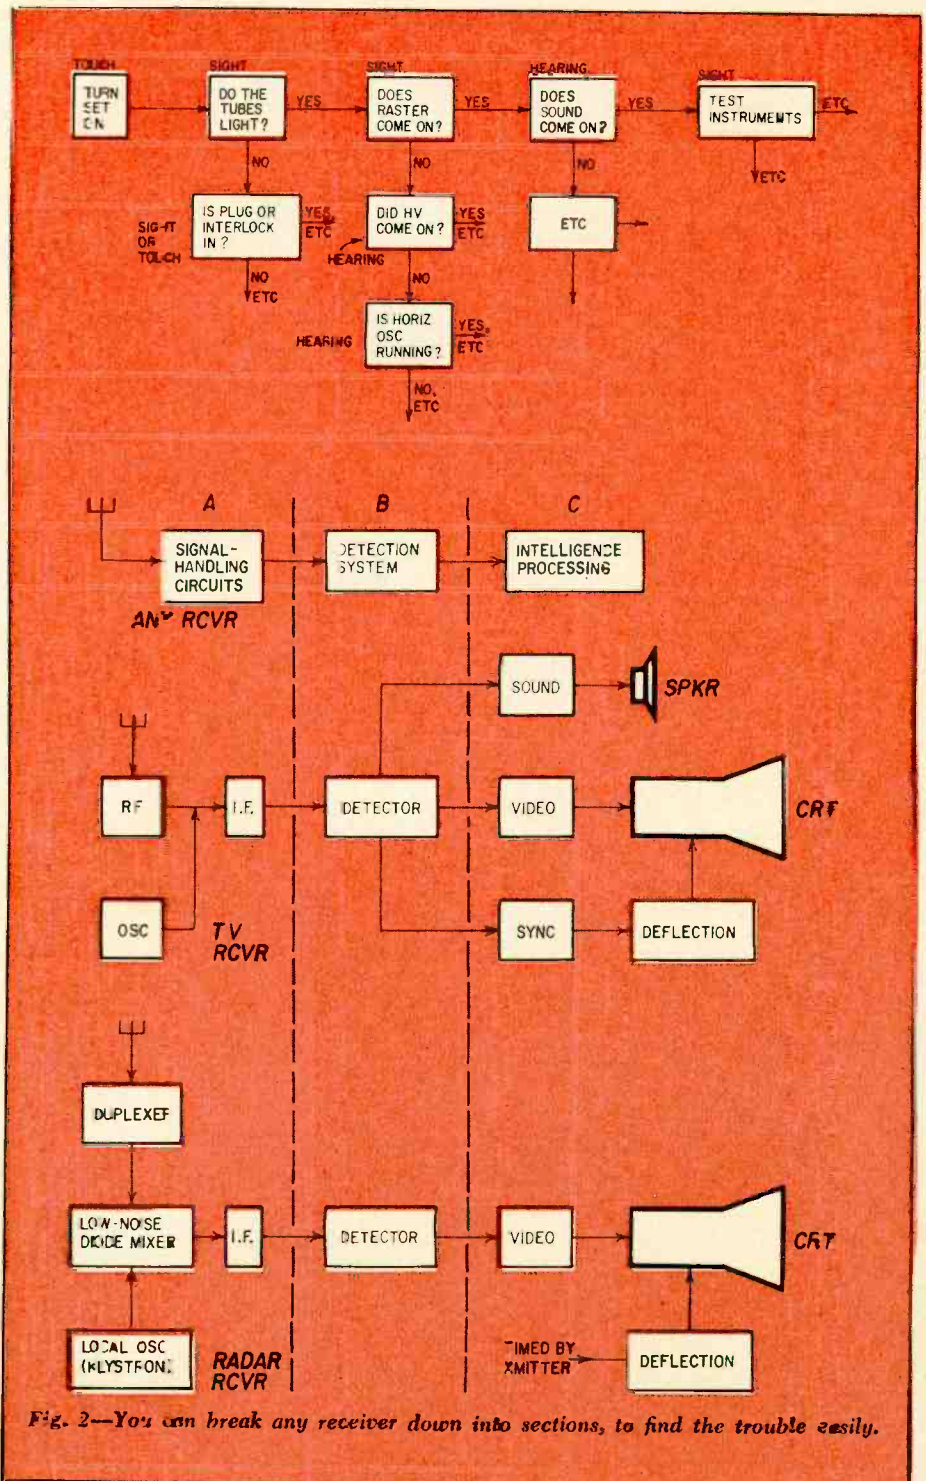 TOUCH
SIGHT
SIGHT
HEARING
SIGHT
TURN
SET
ON
DO THE
TUBES
LIGHT?
YES
DOES
RASTER
COME ON?
YES
DOES
SOUND
COME ON?
YES
TEST
INSTRUMENTS
ETC
NO
NO
NO
ETC
SIGHT
OR
TOUCH
IS PLUG OR
INTERLOCK
IN?
YES,
ETC
DID HV
COME ON?
YES
ETC
HEARING
ETC
NO
ETC
NO
HEARING
IS HORIZ
OSC
RUNNING?
YES,
ETC
NO,
ETC
A
B
C
SIGNAL-
HANDLING
CIRCUITS
DETECTION
SYSTEM
INTELLIGENCE
PROCESSING
ANY RCVR
SOUND
SPKR
RF
I.F.
DETECTOR
VIDEO
CRT
OSC
TV
RCVR
SYNC
DEFLECTION
DUPLEXER
LOW-NOISE
DIODE MIXER
I.F.
DETECTOR
VIDEO
CRT
LOCAL OSC
(KLYSTRON)
RADAR
RCVR
TIMED BY
XMITTER
DEFLECTION
Fig. 2—You can break any receiver down into sections, to find the trouble easily.